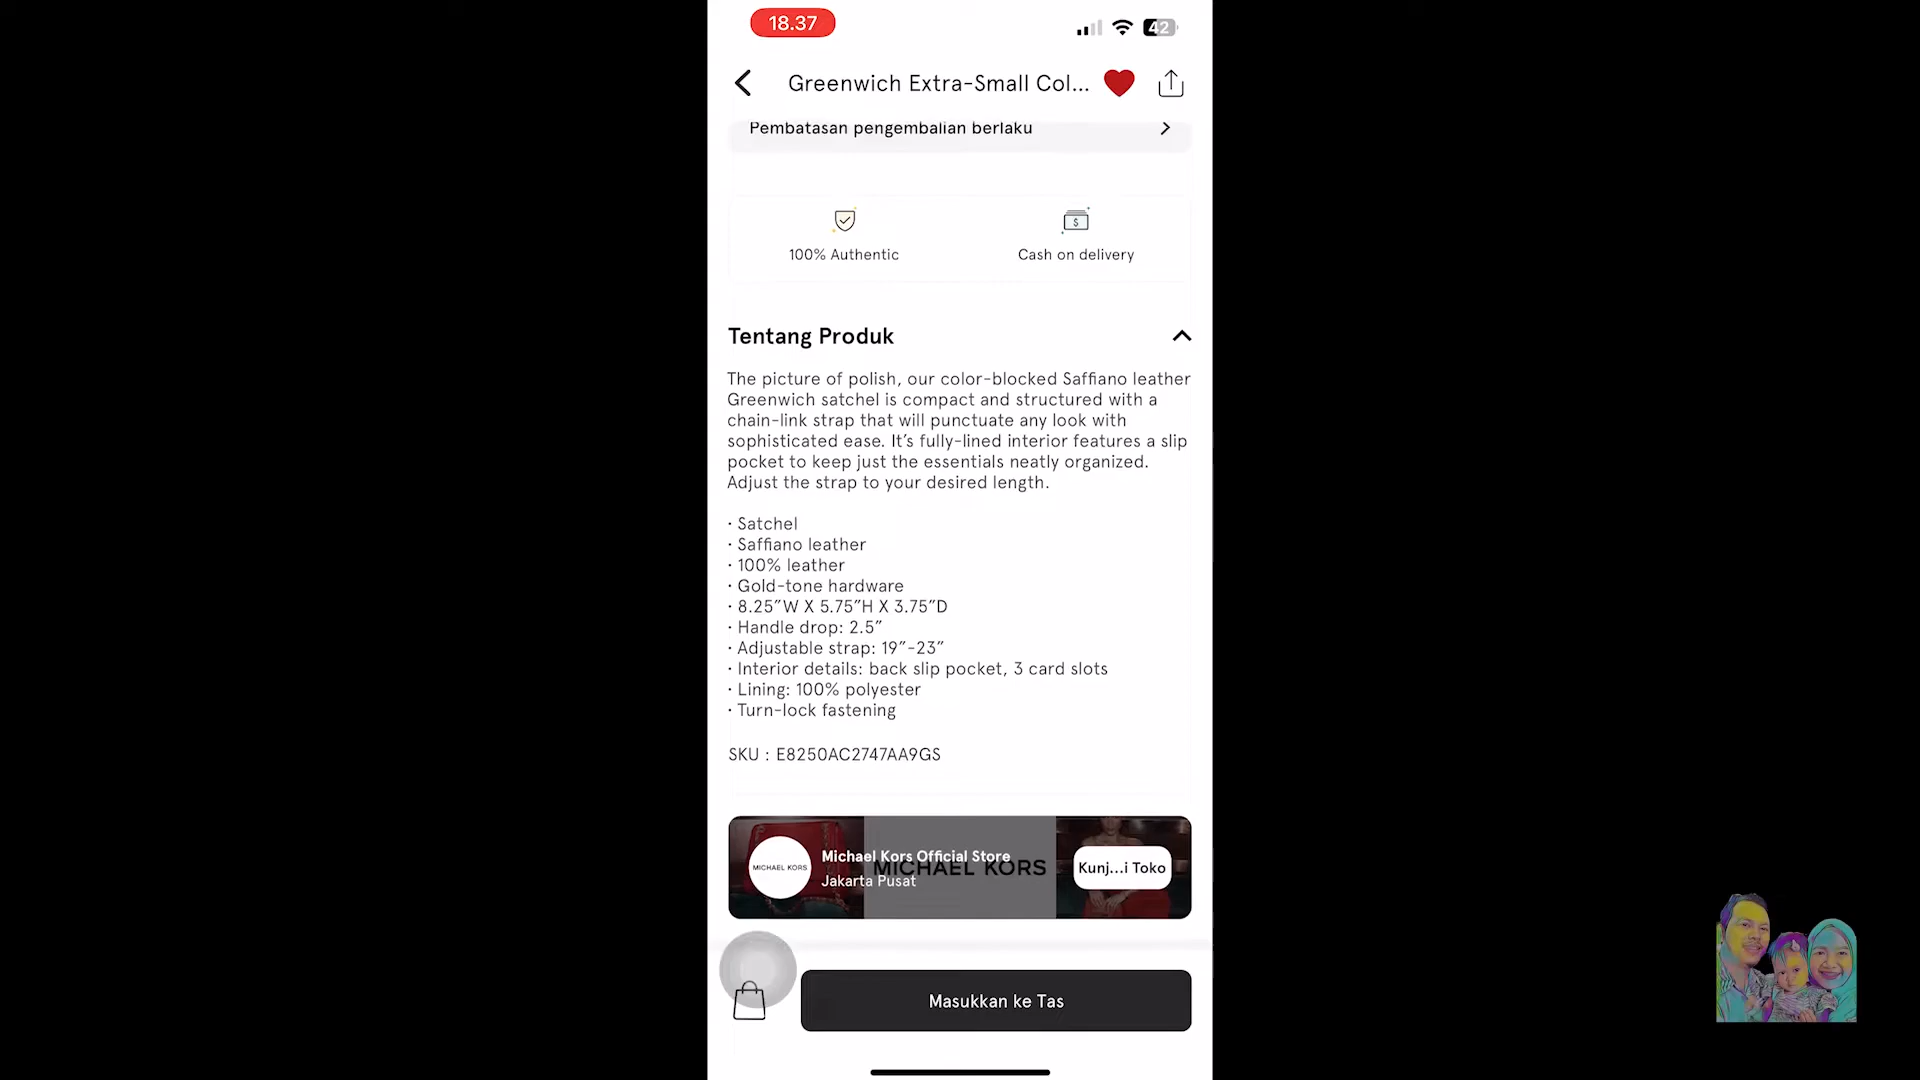 18.37
42
Greenwich Extra-Small Col...
Pembatasan pengembalian berlaku
100% Authentic
Cash on delivery
Tentang Produk
The picture of polish, our color-blocked Saffiano leather
Greenwich satchel is compact and structured with a
chain-link strap that will punctuate any look with
sophisticated ease. It’s fully-lined interior features a slip
pocket to keep just the essentials neatly organized.
Adjust the strap to your desired length.
· Satchel
· Saffiano leather
· 100% leather
· Gold-tone hardware
· 8.25”W X 5.75”H X 3.75”D
· Handle drop: 2.5”
· Adjustable strap: 19”-23”
· Interior details: back slip pocket, 3 card slots
· Lining: 100% polyester
· Turn-lock fastening
SKU : E8250AC2747AA9GS
MICHAEL KORS
Michael Kors Official Store
MICHAEL KORS
Jakarta Pusat
Kunj...i Toko
Masukkan ke Tas